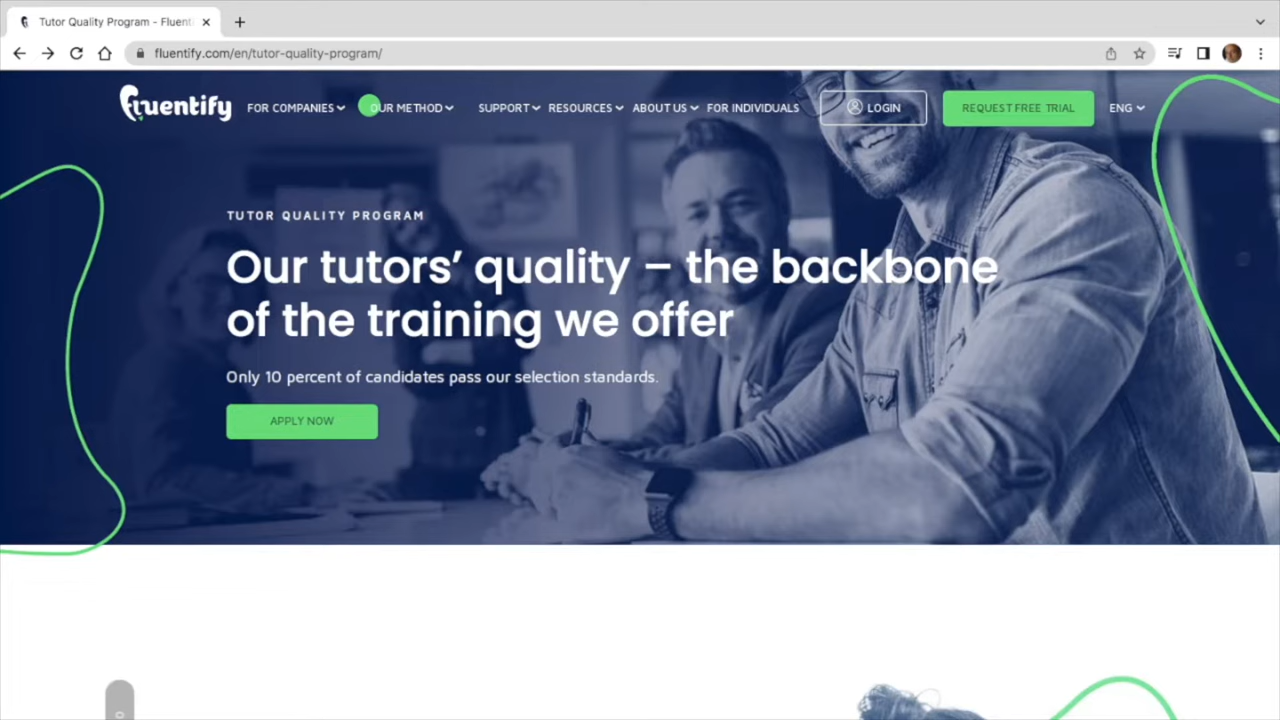 Tutor Quality Program - Fluenti
fluentify.com/en/tutor-quality-program/
fluentify
FOR COMPANIES
OUR METHOD
SUPPORT
RESOURCES
ABOUT US
FOR INDIVIDUALS
LOGIN
REQUEST FREE TRIAL
ENG
TUTOR QUALITY PROGRAM
Our tutors’ quality – the backbone
of the training we offer
Only 10 percent of candidates pass our selection standards.
APPLY NOW